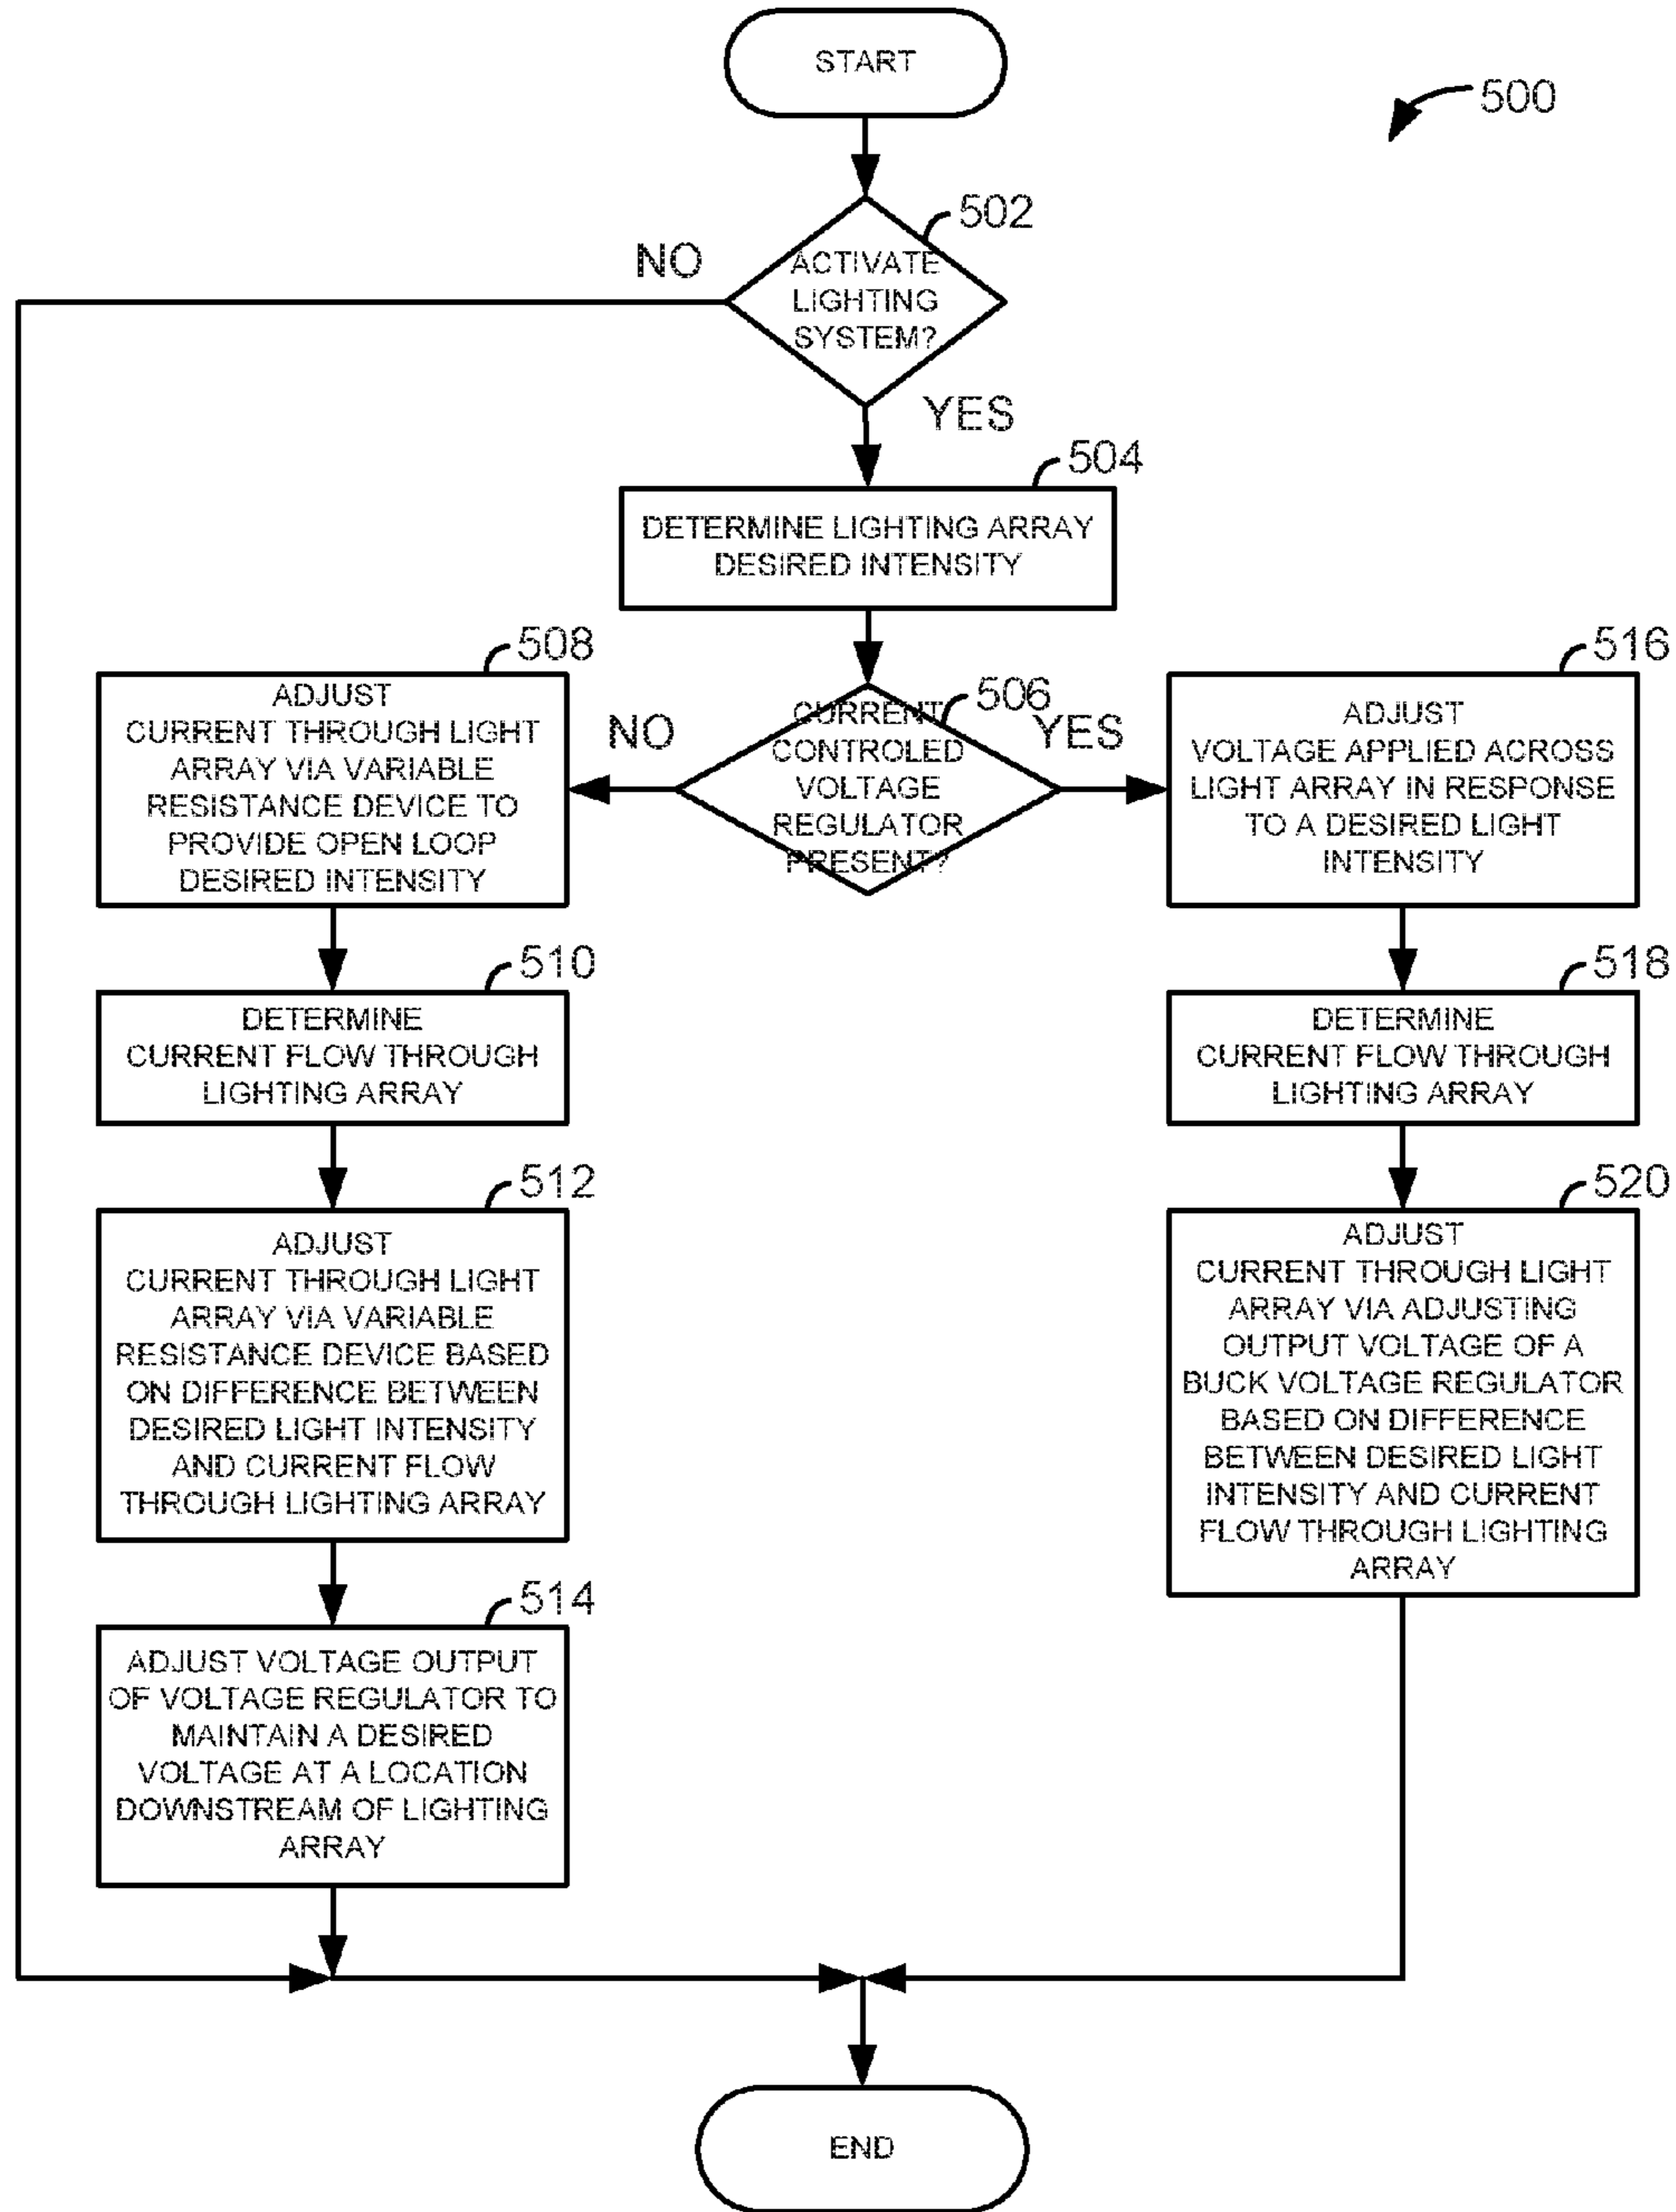 START
500
502
NO
ACTIVATE
LIGHTING
SYSTEM?
YES
504
DETERMINE LIGHTING ARRAY
DESIRED INTENSITY
508
ADJUST
CURRENT THROUGH LIGHT
ARRAY VIA VARIABLE
RESISTANCE DEVICE TO
PROVIDE OPEN LOOP
DESIRED INTENSITY
NO
506
CURRENT
CONTROLED
VOLTAGE
REGULATOR
PRESENT?
YES
516
ADJUST
VOLTAGE APPLIED ACROSS
LIGHT ARRAY IN RESPONSE
TO A DESIRED LIGHT
INTENSITY
510
DETERMINE
CURRENT FLOW THROUGH
LIGHTING ARRAY
518
DETERMINE
CURRENT FLOW THROUGH
LIGHTING ARRAY
512
ADJUST
CURRENT THROUGH LIGHT
ARRAY VIA VARIABLE
RESISTANCE DEVICE BASED
ON DIFFERENCE BETWEEN
DESIRED LIGHT INTENSITY
AND CURRENT FLOW
THROUGH LIGHTING ARRAY
520
ADJUST
CURRENT THROUGH LIGHT
ARRAY VIA ADJUSTING
OUTPUT VOLTAGE OF A
BUCK VOLTAGE REGULATOR
BASED ON DIFFERENCE
BETWEEN DESIRED LIGHT
INTENSITY AND CURRENT
FLOW THROUGH LIGHTING
ARRAY
514
ADJUST VOLTAGE OUTPUT
OF VOLTAGE REGULATOR TO
MAINTAIN A DESIRED
VOLTAGE AT A LOCATION
DOWNSTREAM OF LIGHTING
ARRAY
END